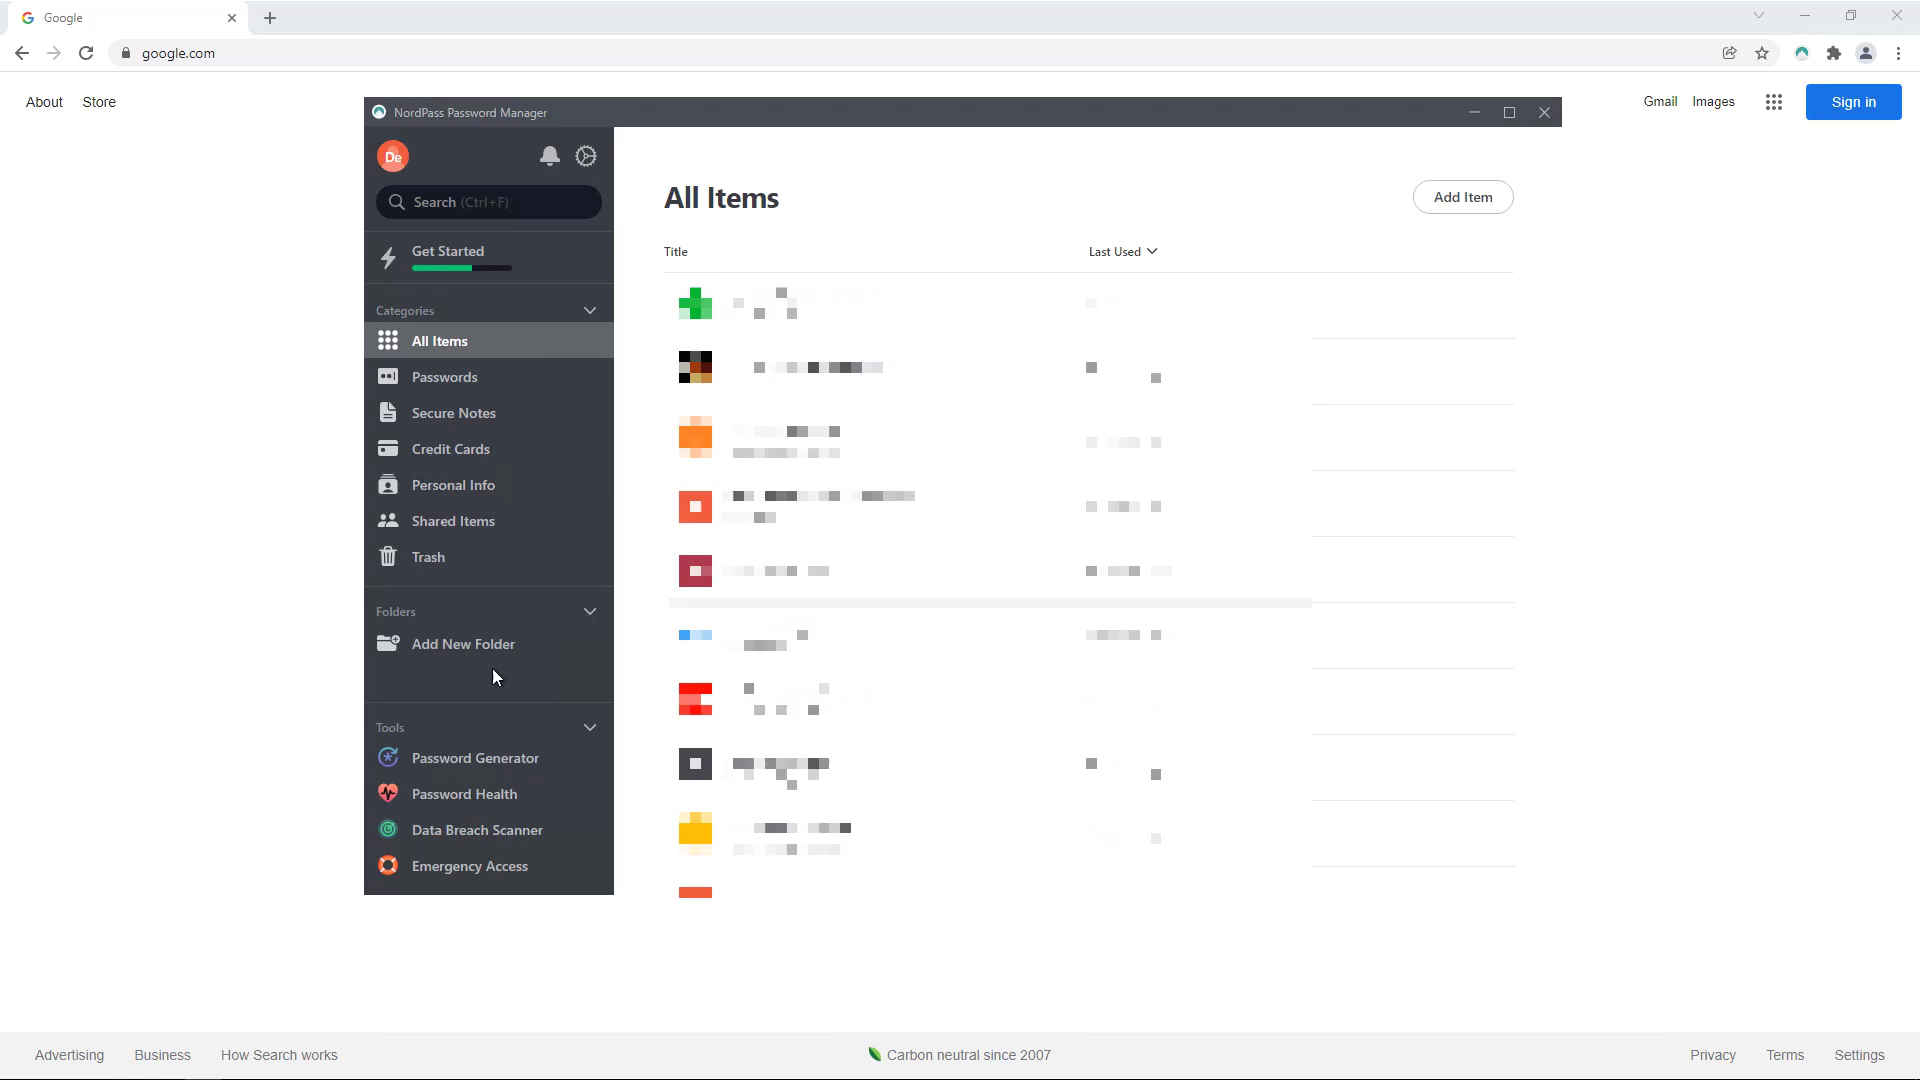 Google
google.com
About Store
Gmail Images
Sign in
NordPass Password Manager
De
Search (Ctrl+F)
Get Started
Categories
All Items
Passwords
Secure Notes
Credit Cards
Personal Info
Shared Items
Trash
Folders
Add New Folder
Tools
Password Generator
Password Health
Data Breach Scanner
Emergency Access
All Items
Add Item
Title Last Used
Advertising Business How Search works
Carbon neutral since 2007
Privacy Terms Settings